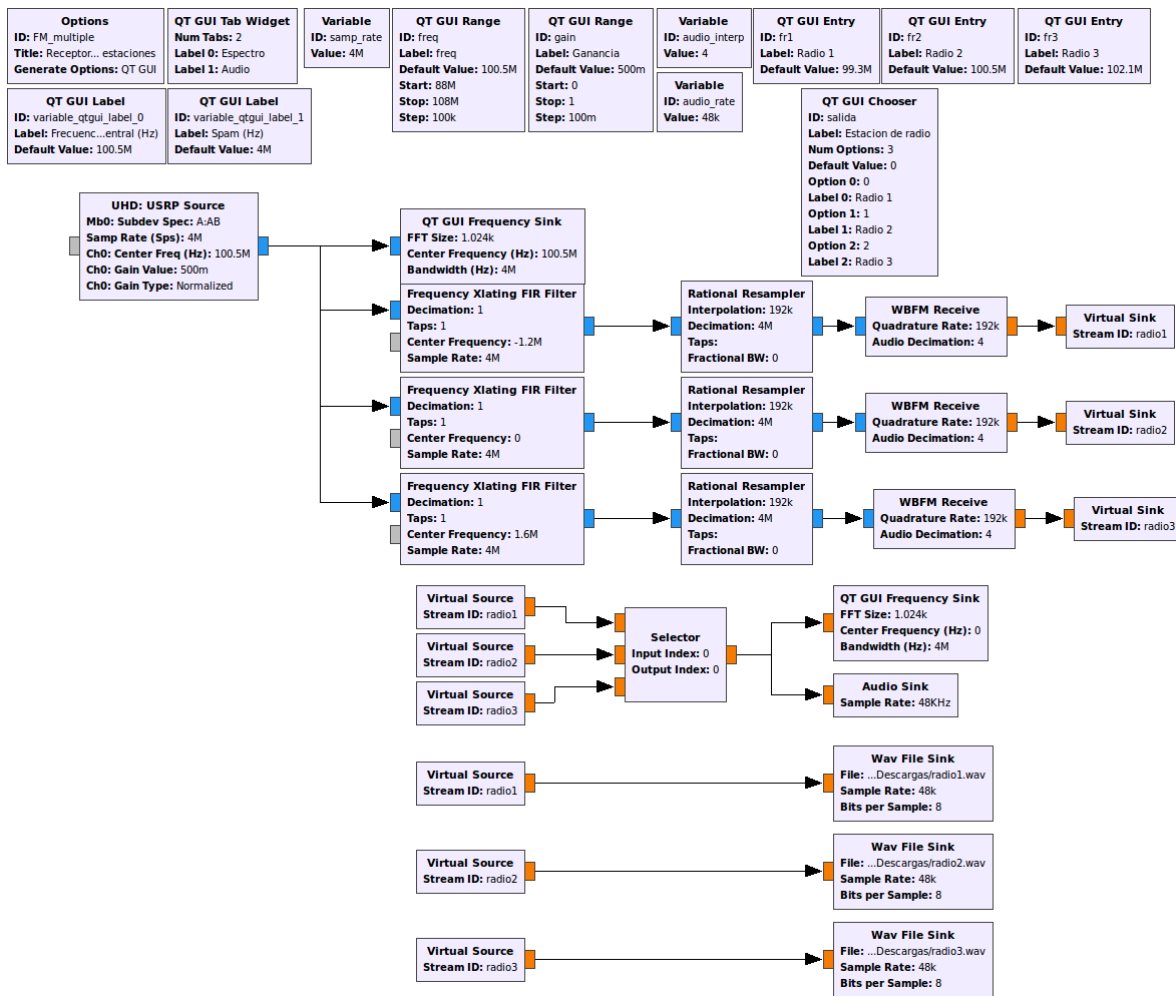 Options
ID: FM_multiple
Title: Receptor... estaciones
Generate Options: QT GUI
QT GUI Tab Widget
Num Tabs: 2
Label 0: Espectro
Label 1: Audio
Variable
ID: samp_rate
Value: 4M
QT GUI Range
ID: freq
Label: freq
Default Value: 100.5M
Start: 88M
Stop: 108M
Step: 100k
QT GUI Range
ID: gain
Label: Ganancia
Default Value: 500m
Start: 0
Stop: 1
Step: 100m
Variable
ID: audio_interp
Value: 4
Variable
ID: audio_rate
Value: 48k
QT GUI Entry
ID: fr1
Label: Radio 1
Default Value: 99.3M
QT GUI Entry
ID: fr2
Label: Radio 2
Default Value: 100.5M
QT GUI Entry
ID: fr3
Label: Radio 3
Default Value: 102.1M
QT GUI Label
ID: variable_qtgui_label_0
Label: Frecuenc...entral (Hz)
Default Value: 100.5M
QT GUI Label
ID: variable_qtgui_label_1
Label: Spam (Hz)
Default Value: 4M
QT GUI Chooser
ID: salida
Label: Estacion de radio
Num Options: 3
Default Value: 0
Option 0: 0
Label 0: Radio 1
Option 1: 1
Label 1: Radio 2
Option 2: 2
Label 2: Radio 3
UHD: USRP Source
Mb0: Subdev Spec: A:AB
Samp Rate (Sps): 4M
Ch0: Center Freq (Hz): 100.5M
Ch0: Gain Value: 500m
Ch0: Gain Type: Normalized
QT GUI Frequency Sink
FFT Size: 1.024k
Center Frequency (Hz): 100.5M
Bandwidth (Hz): 4M
Frequency Xlating FIR Filter
Decimation: 1
Taps: 1
Center Frequency: -1.2M
Sample Rate: 4M
Rational Resampler
Interpolation: 192k
Decimation: 4M
Taps:
Fractional BW: 0
WBFM Receive
Quadrature Rate: 192k
Audio Decimation: 4
Virtual Sink
Stream ID: radio1
Frequency Xlating FIR Filter
Decimation: 1
Taps: 1
Center Frequency: 0
Sample Rate: 4M
Rational Resampler
Interpolation: 192k
Decimation: 4M
Taps:
Fractional BW: 0
WBFM Receive
Quadrature Rate: 192k
Audio Decimation: 4
Virtual Sink
Stream ID: radio2
Frequency Xlating FIR Filter
Decimation: 1
Taps: 1
Center Frequency: 1.6M
Sample Rate: 4M
Rational Resampler
Interpolation: 192k
Decimation: 4M
Taps:
Fractional BW: 0
WBFM Receive
Quadrature Rate: 192k
Audio Decimation: 4
Virtual Sink
Stream ID: radio3
Virtual Source
Stream ID: radio1
Virtual Source
Stream ID: radio2
Virtual Source
Stream ID: radio3
Selector
Input Index: 0
Output Index: 0
QT GUI Frequency Sink
FFT Size: 1.024k
Center Frequency (Hz): 0
Bandwidth (Hz): 4M
Audio Sink
Sample Rate: 48KHz
Virtual Source
Stream ID: radio1
Wav File Sink
File: ...Descargas/radio1.wav
Sample Rate: 48k
Bits per Sample: 8
Virtual Source
Stream ID: radio2
Wav File Sink
File: ...Descargas/radio2.wav
Sample Rate: 48k
Bits per Sample: 8
Virtual Source
Stream ID: radio3
Wav File Sink
File: ...Descargas/radio3.wav
Sample Rate: 48k
Bits per Sample: 8